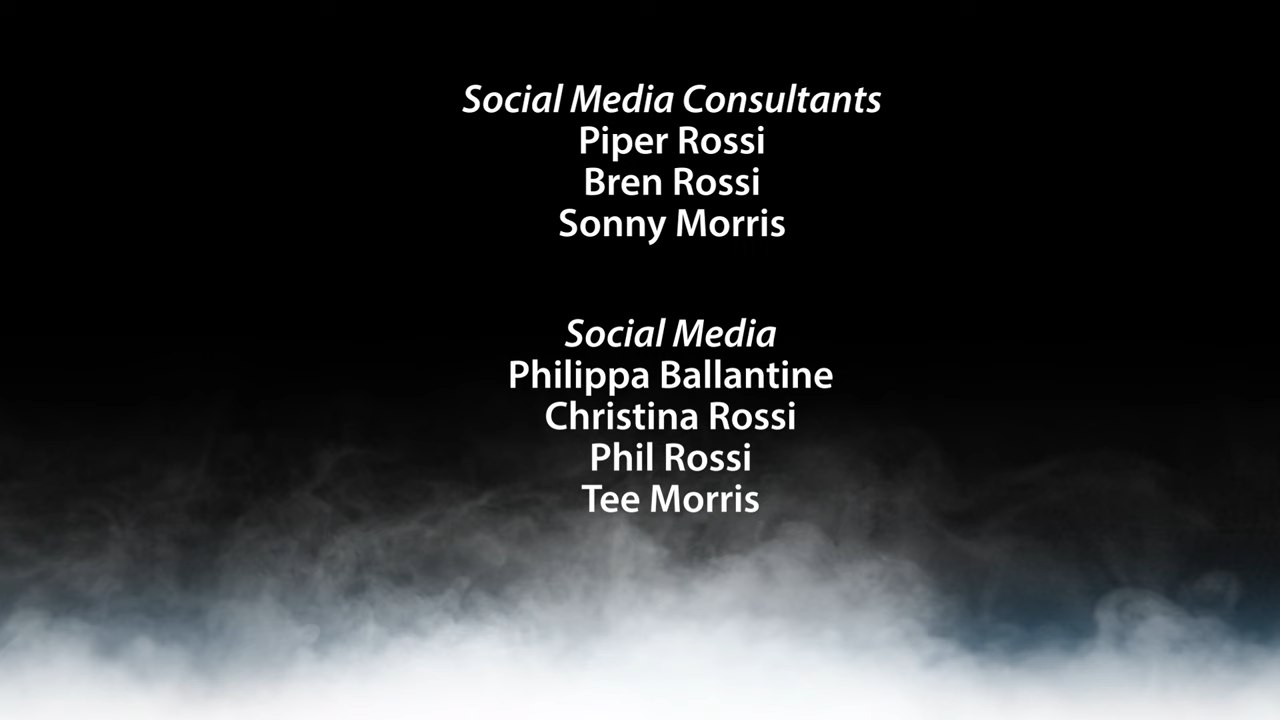 Social Media Consultants
Piper Rossi
Bren Rossi
Sonny Morris
Social Media
Philippa Ballantine
Christina Rossi
Phil Rossi
Tee Morris